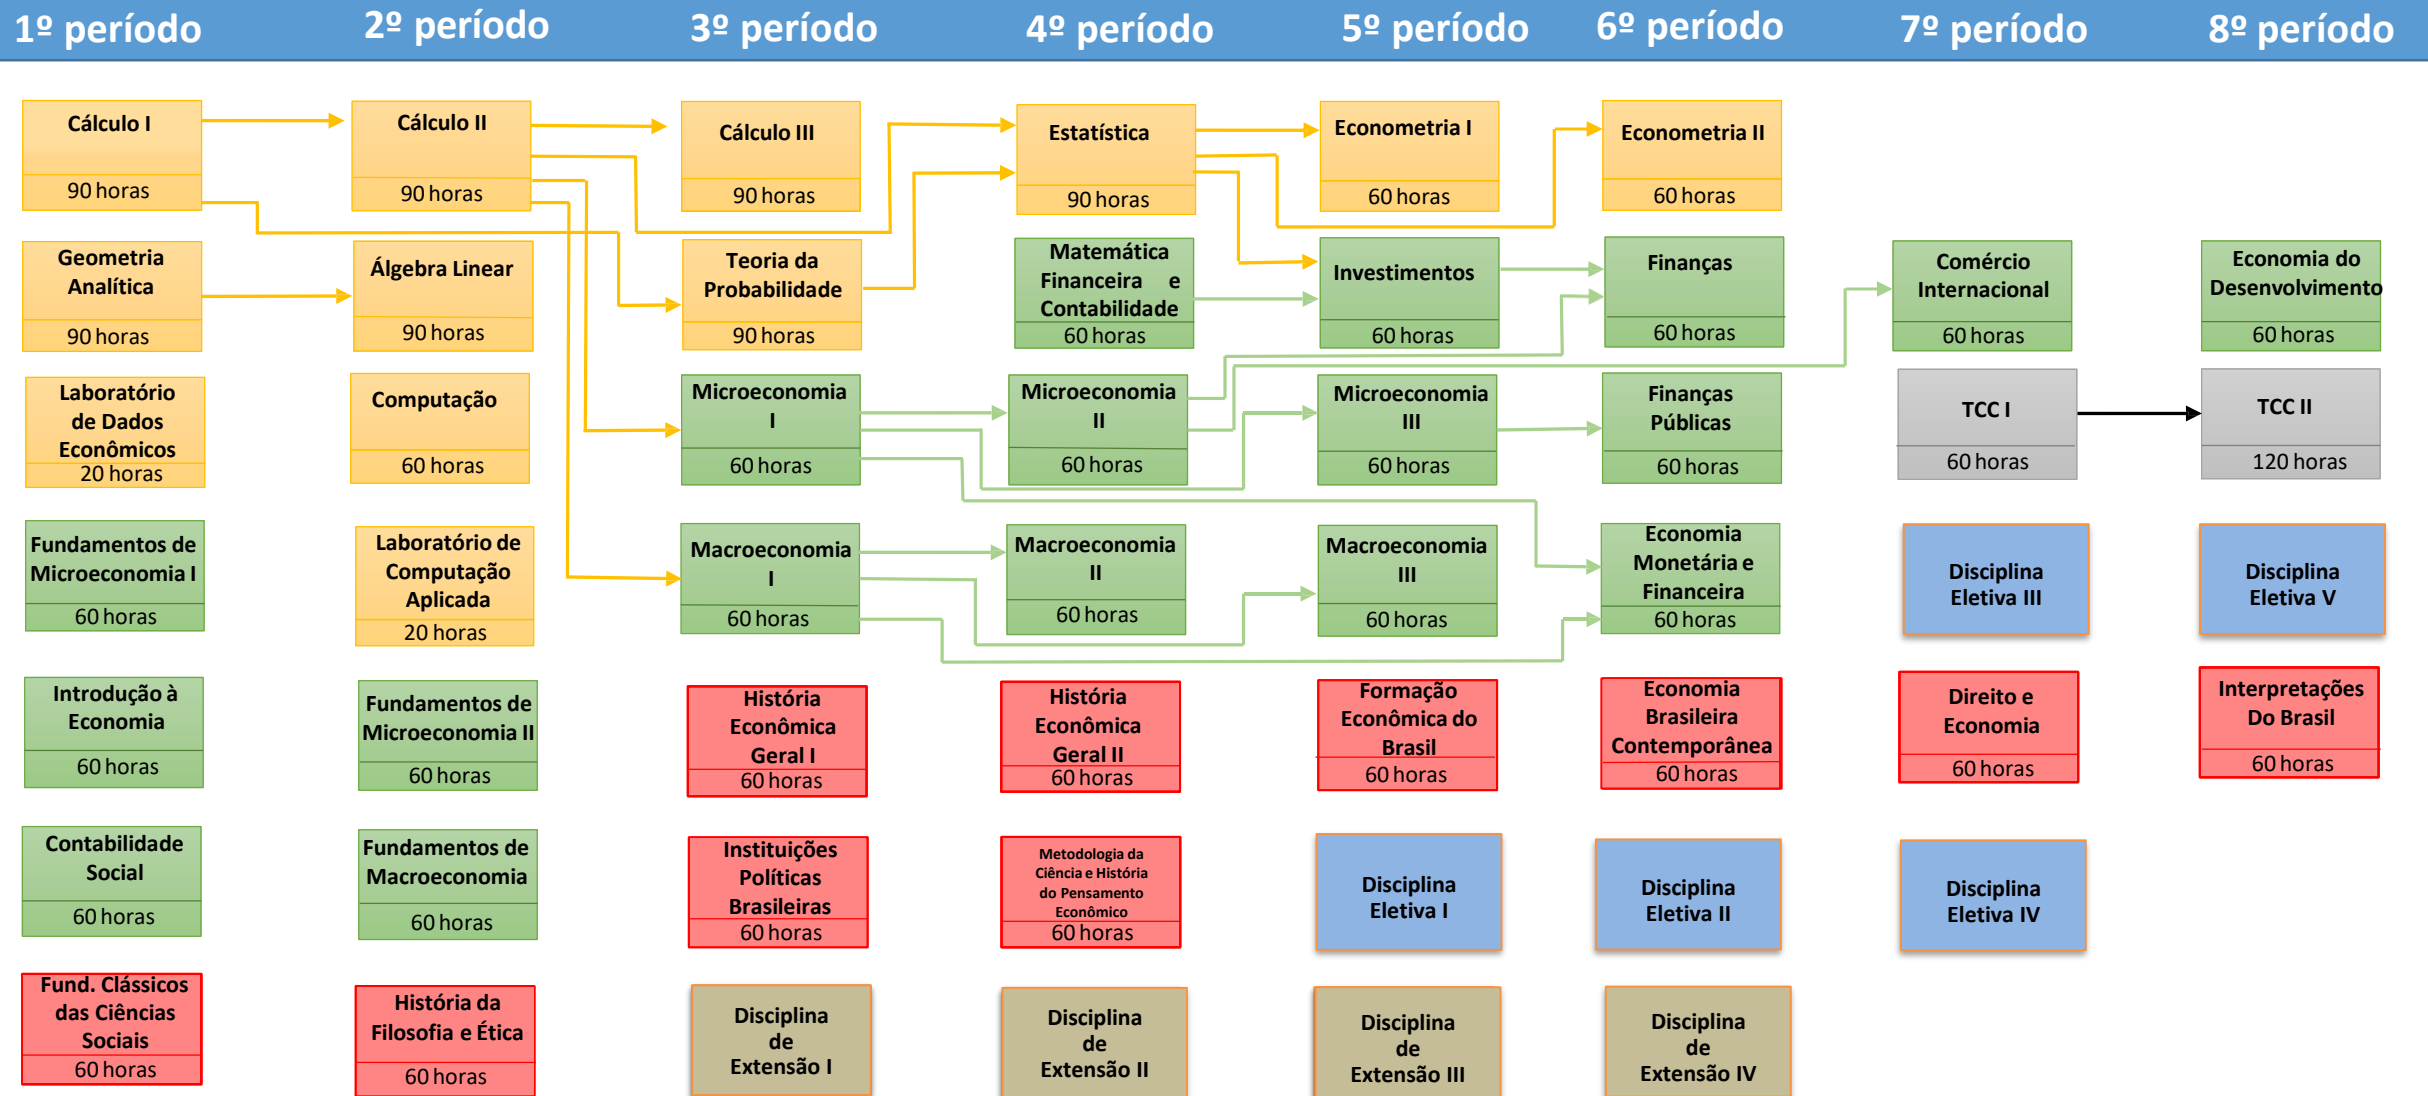 1º período
2º período
3º período
4º período
5º período
6º período
7º período
8º período
Cálculo I
90 horas
Cálculo II
90 horas
Cálculo III
90 horas
Estatística
90 horas
Econometria I
60 horas
Econometria II
60 horas
Geometria
Analítica
90 horas
Álgebra Linear
90 horas
Teoria da
Probabilidade
90 horas
Matemática
Financeira e
Contabilidade
60 horas
Investimentos
60 horas
Finanças
60 horas
Comércio
Internacional
60 horas
Economia do
Desenvolvimento
60 horas
Laboratório
de Dados
Econômicos
20 horas
Computação
60 horas
Microeconomia
I
60 horas
Microeconomia
II
60 horas
Microeconomia
III
60 horas
Finanças
Públicas
60 horas
TCC I
60 horas
TCC II
120 horas
Fundamentos de
Microeconomia I
60 horas
Laboratório de
Computação
Aplicada
20 horas
Macroeconomia
I
60 horas
Macroeconomia
II
60 horas
Macroeconomia
III
60 horas
Economia
Monetária e
Financeira
60 horas
Disciplina
Eletiva III
Disciplina
Eletiva V
Introdução à
Economia
60 horas
Fundamentos de
Microeconomia II
60 horas
História
Econômica
Geral I
60 horas
História
Econômica
Geral II
60 horas
Formação
Econômica do
Brasil
60 horas
Economia
Brasileira
Contemporânea
60 horas
Direito e
Economia
60 horas
Interpretações
Do Brasil
60 horas
Contabilidade
Social
60 horas
Fundamentos de
Macroeconomia
60 horas
Instituições
Políticas
Brasileiras
60 horas
Metodologia da
Ciência e História
do Pensamento
Econômico
60 horas
Disciplina
Eletiva I
Disciplina
Eletiva II
Disciplina
Eletiva IV
Fund. Clássicos
das Ciências
Sociais
60 horas
História da
Filosofia e Ética
60 horas
Disciplina
de
Extensão I
Disciplina
de
Extensão II
Disciplina
de
Extensão III
Disciplina
de
Extensão IV